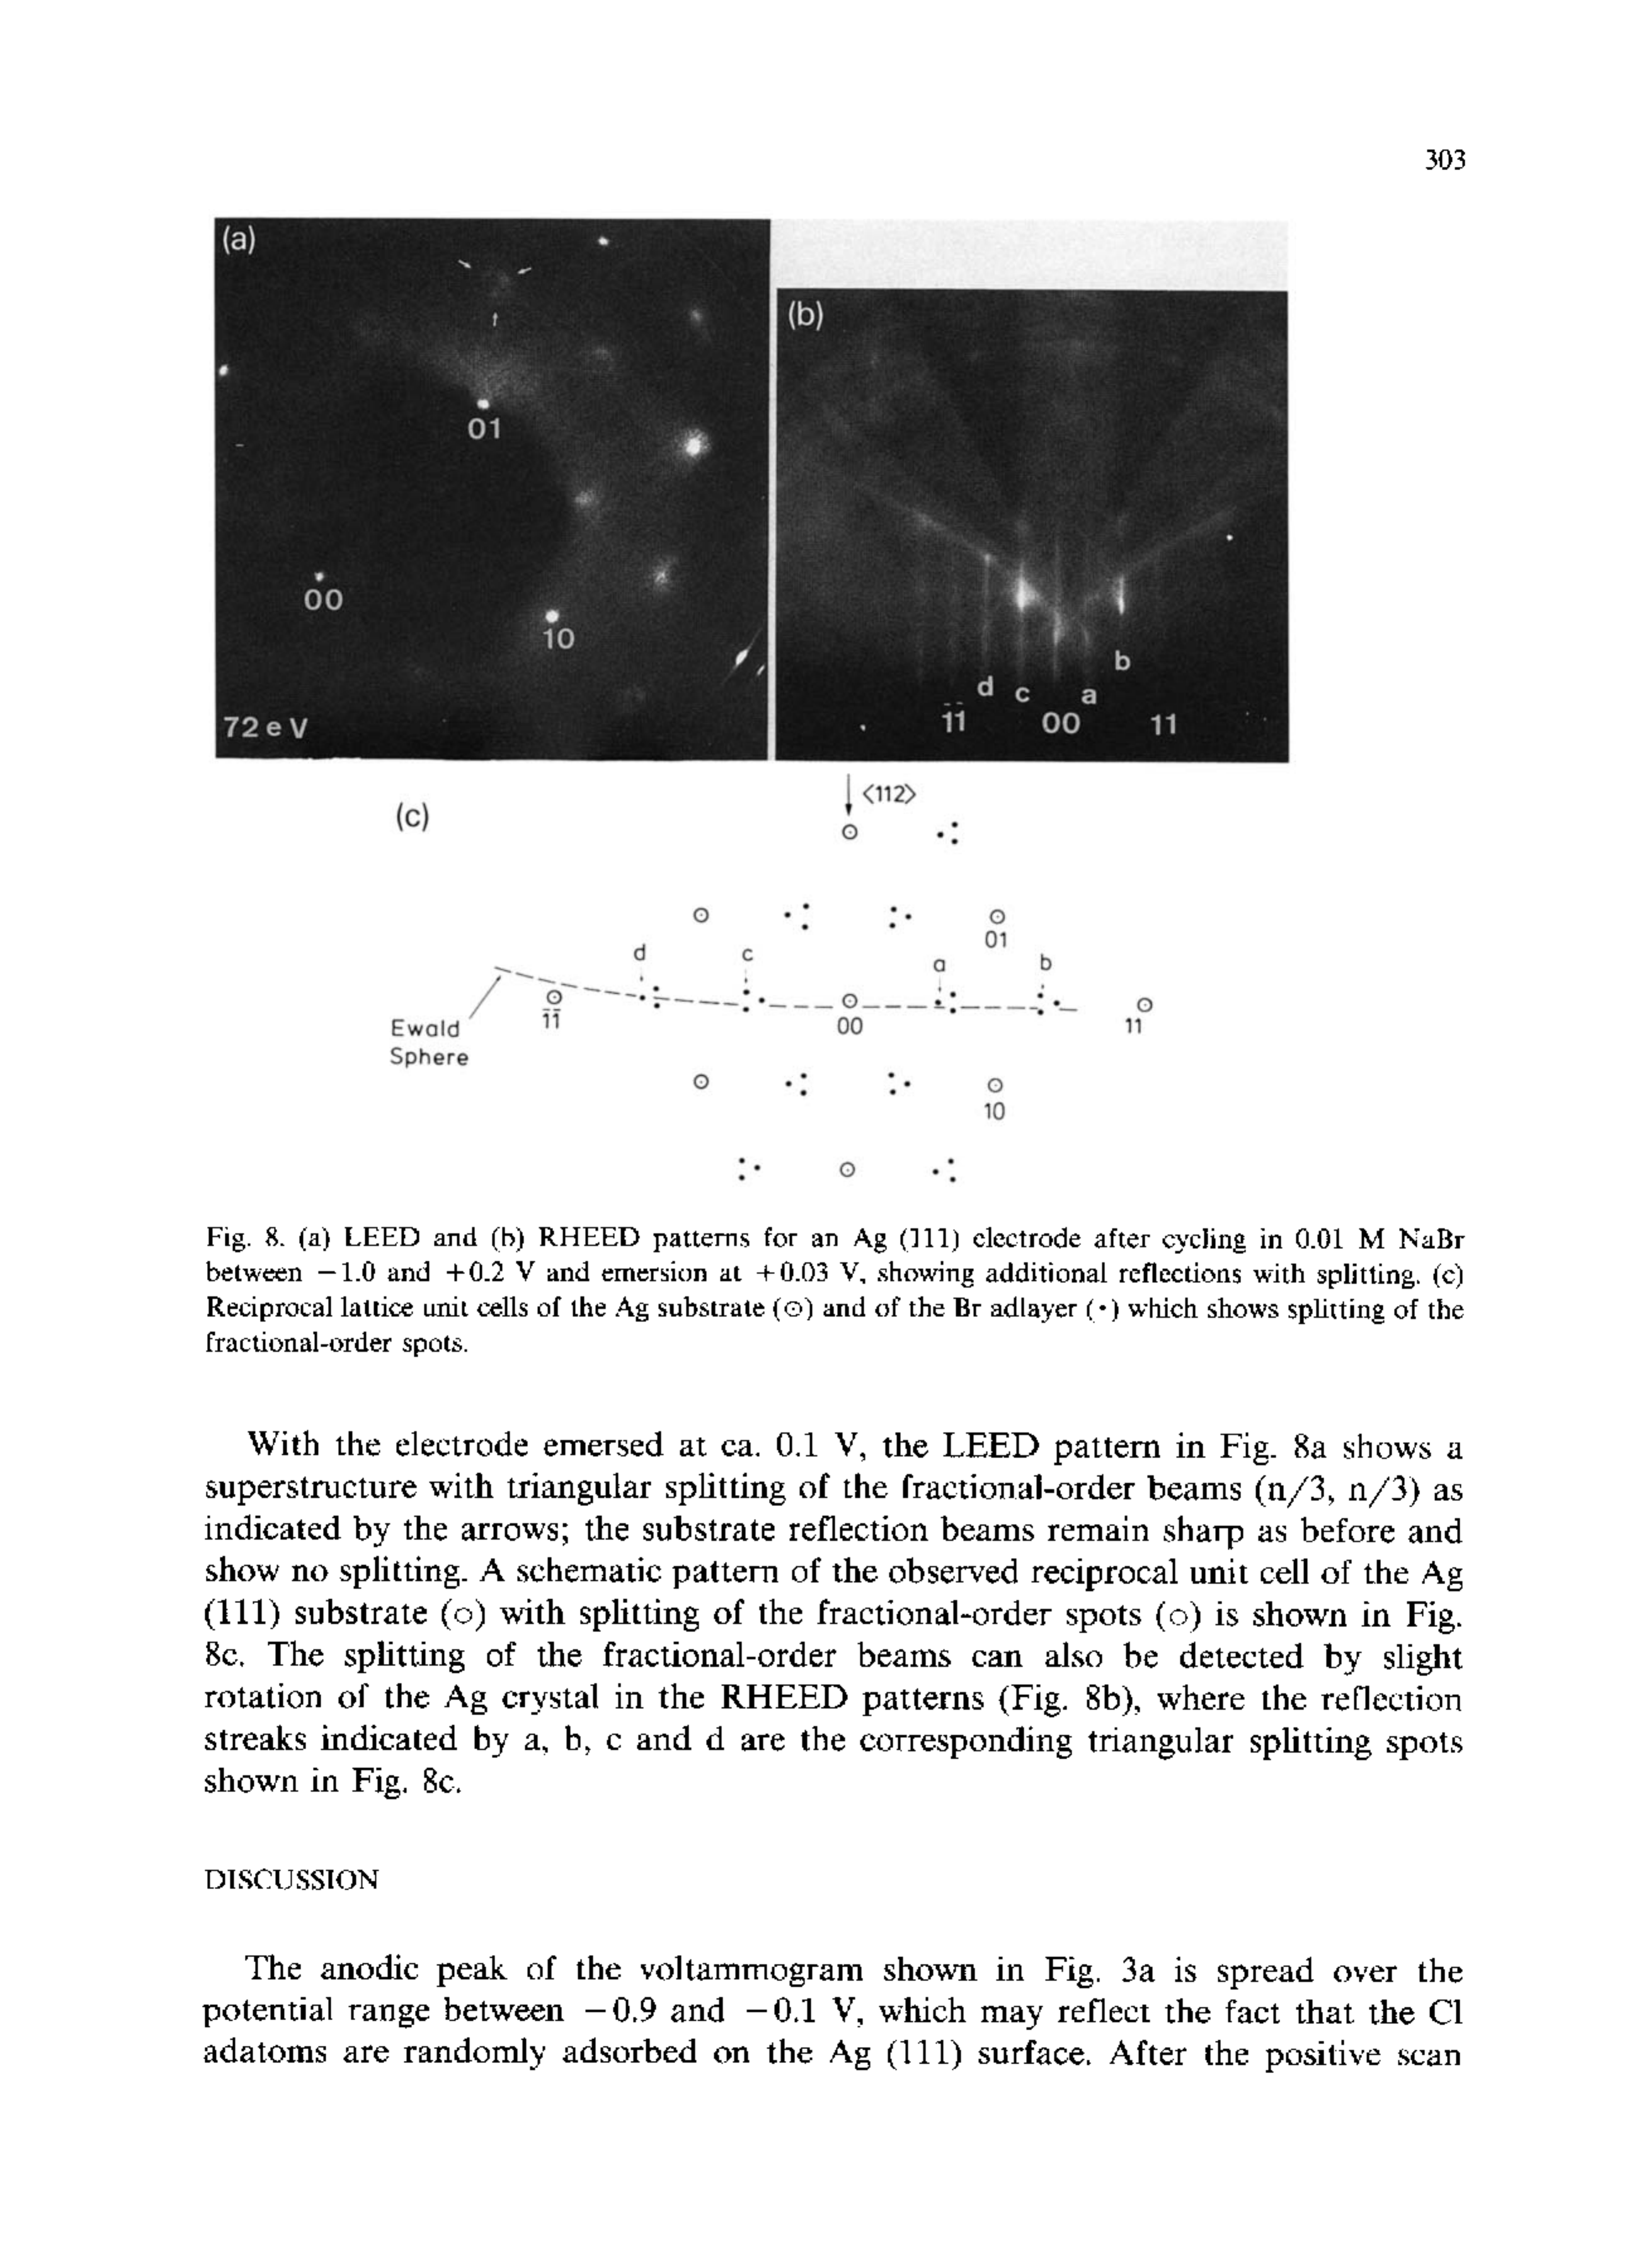 303
(a)
01
00
10
72 e V
(b)
b
d c a
1̄1̄ 00 11
(c)
<112>
01
d c a b
Ewald
Sphere
1̄1̄
00
11
10
Fig. 8. (a) LEED and (b) RHEED patterns for an Ag (111) electrode after cycling in 0.01 M NaBr
between −1.0 and +0.2 V and emersion at +0.03 V, showing additional reflections with splitting. (c)
Reciprocal lattice unit cells of the Ag substrate (⊙) and of the Br adlayer (•) which shows splitting of the
fractional-order spots.
With the electrode emersed at ca. 0.1 V, the LEED pattern in Fig. 8a shows a
superstructure with triangular splitting of the fractional-order beams (n/3, n/3) as
indicated by the arrows; the substrate reflection beams remain sharp as before and
show no splitting. A schematic pattern of the observed reciprocal unit cell of the Ag
(111) substrate (○) with splitting of the fractional-order spots (○) is shown in Fig.
8c. The splitting of the fractional-order beams can also be detected by slight
rotation of the Ag crystal in the RHEED patterns (Fig. 8b), where the reflection
streaks indicated by a, b, c and d are the corresponding triangular splitting spots
shown in Fig. 8c.
DISCUSSION
The anodic peak of the voltammogram shown in Fig. 3a is spread over the
potential range between −0.9 and −0.1 V, which may reflect the fact that the Cl
adatoms are randomly adsorbed on the Ag (111) surface. After the positive scan